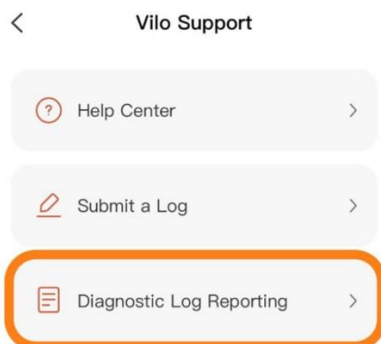 Vilo Support
Help Center
Submit a Log
Diagnostic Log Reporting